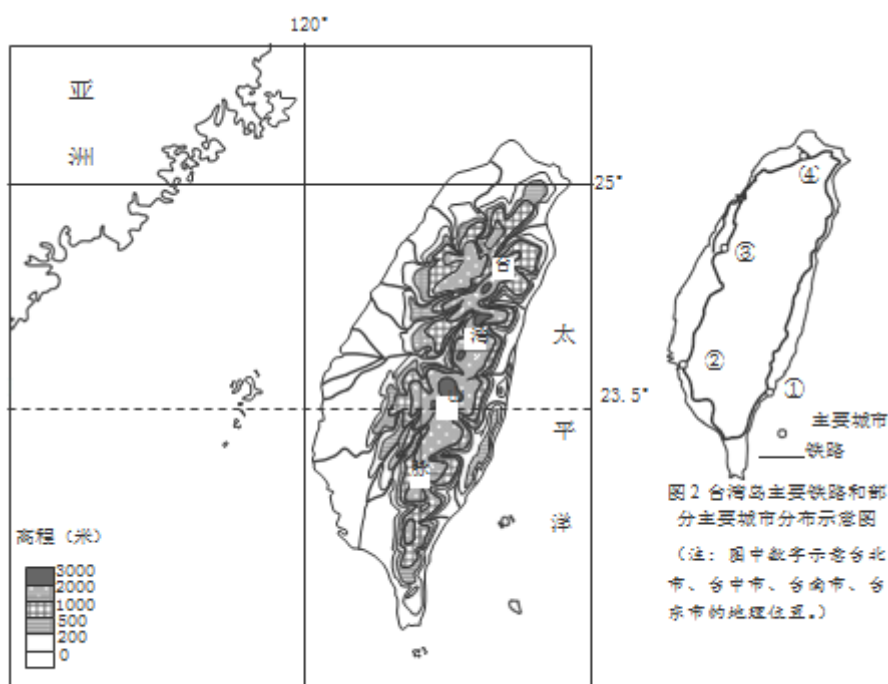 120°
亚
洲
25°
台
湾
山
脉
太
平
洋
23.5°
高程（米）
3000
2000
1000
500
200
0
④
③
②
①
主要城市
铁路
图2 台湾岛主要铁路和部
分主要城市分布示意图
（注：图中数字示意台北
市、台中市、台南市、台
东市的地理位置。）